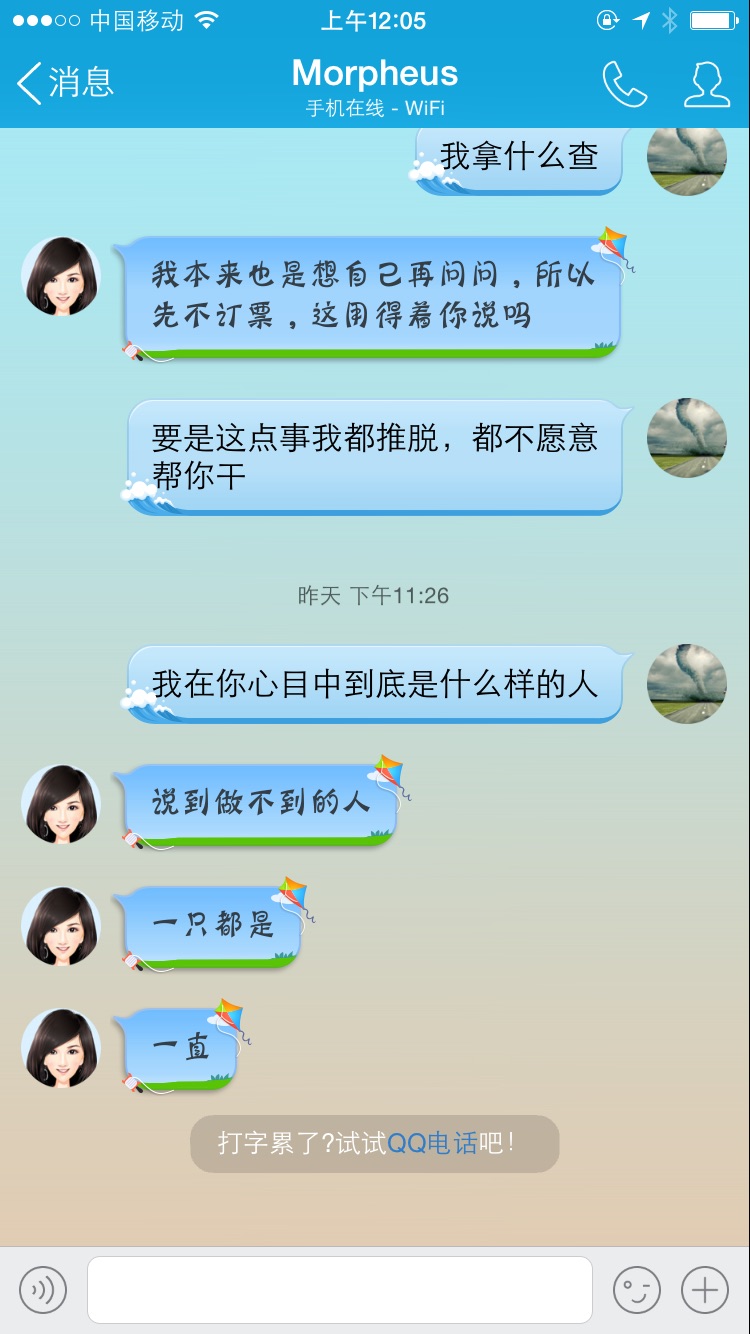 中国移动 上午12:05
消息 Morpheus
手机在线 - WiFi
我拿什么查
我本来也是想自己再问问，所以
先不订票，这用得着你说吗
要是这点事我都推脱，都不愿意
帮你干
昨天 下午11:26
我在你心目中到底是什么样的人
说到做不到的人
一只都是
一直
打字累了?试试QQ电话吧！